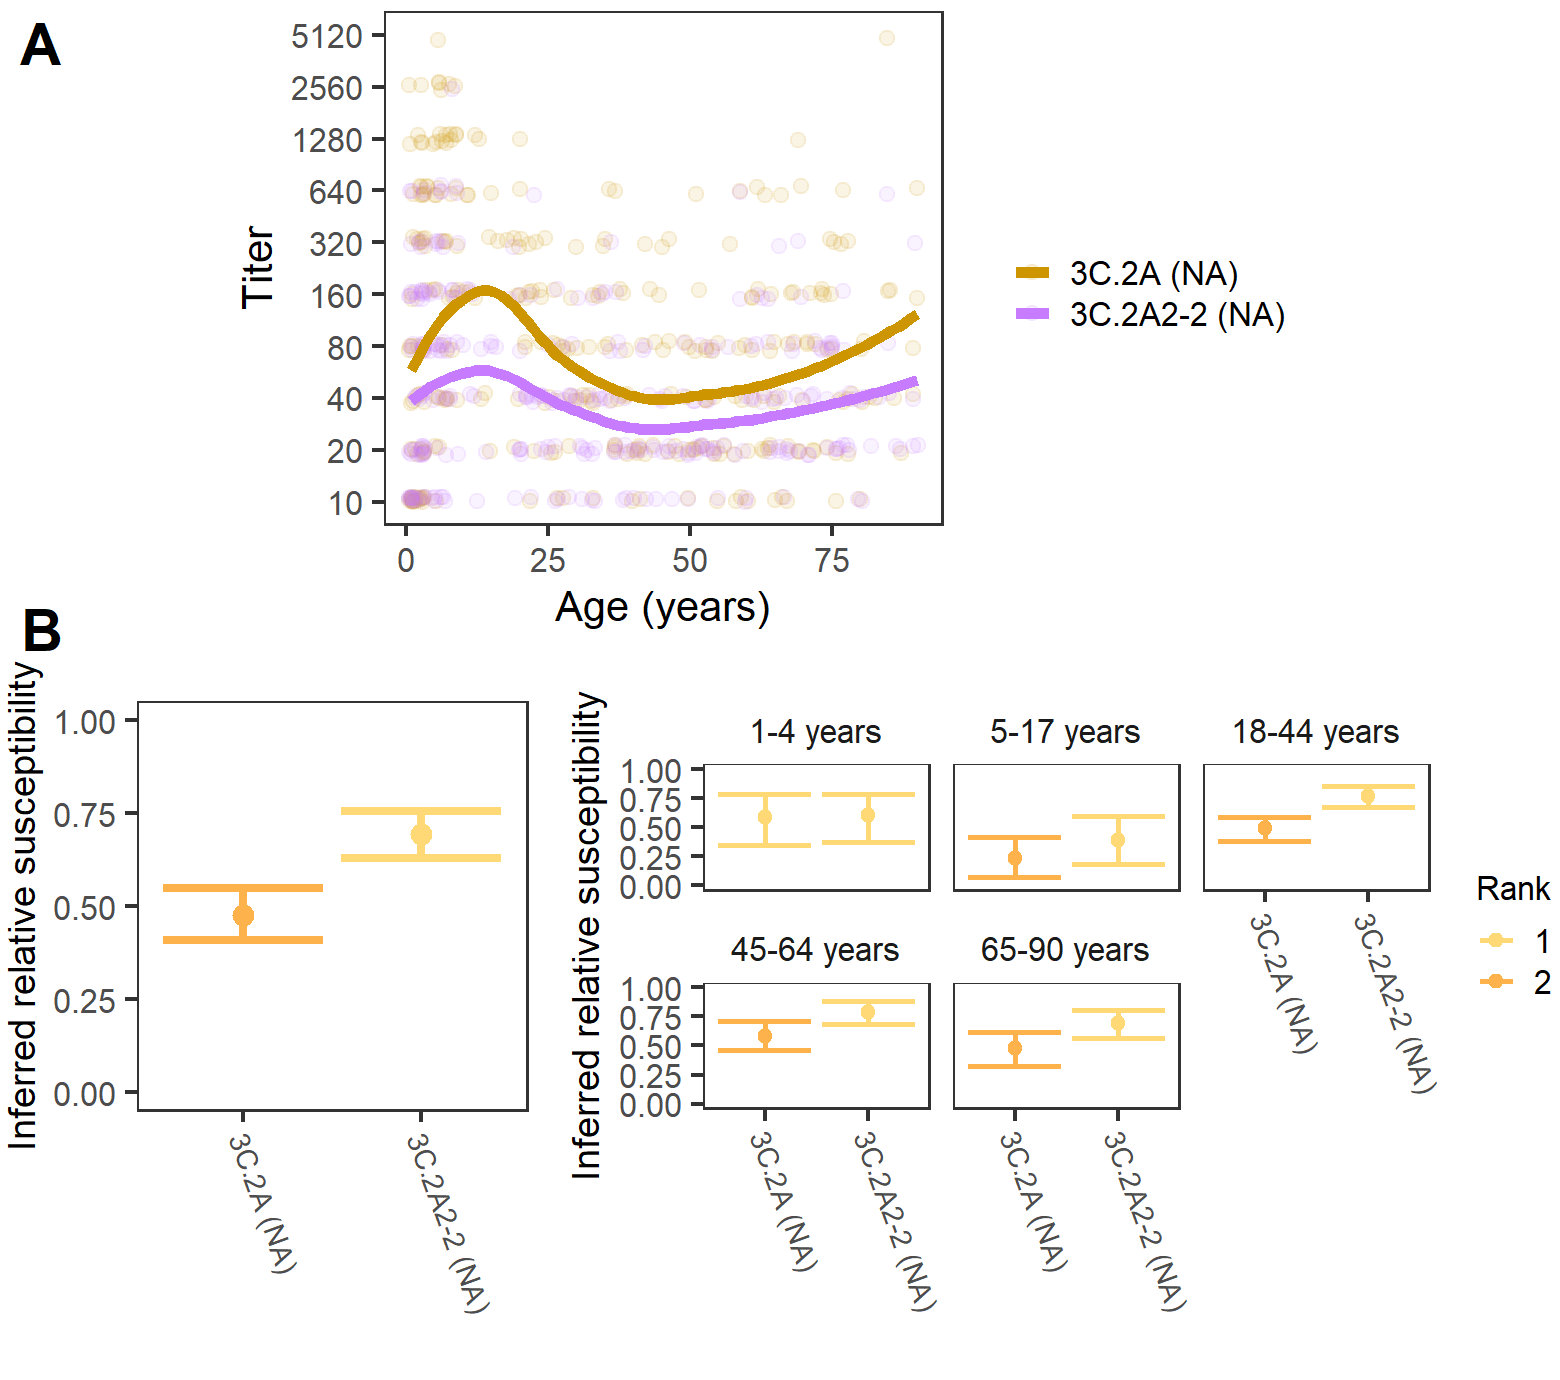 A
5120
2560
1280
640
320
160
80
40
20
10
Titer
0 25 50 75
Age (years)
3C.2A (NA)
3C.2A2-2 (NA)
B
Inferred relative susceptibility
1.00
0.75
0.50
0.25
0.00
3C.2A (NA)
3C.2A2-2 (NA)
Inferred relative susceptibility
1-4 years
5-17 years
18-44 years
1.00
0.75
0.50
0.25
0.00
3C.2A (NA)
3C.2A2-2 (NA)
45-64 years
65-90 years
1.00
0.75
0.50
0.25
0.00
3C.2A (NA)
3C.2A2-2 (NA)
3C.2A (NA)
3C.2A2-2 (NA)
Rank
1
2